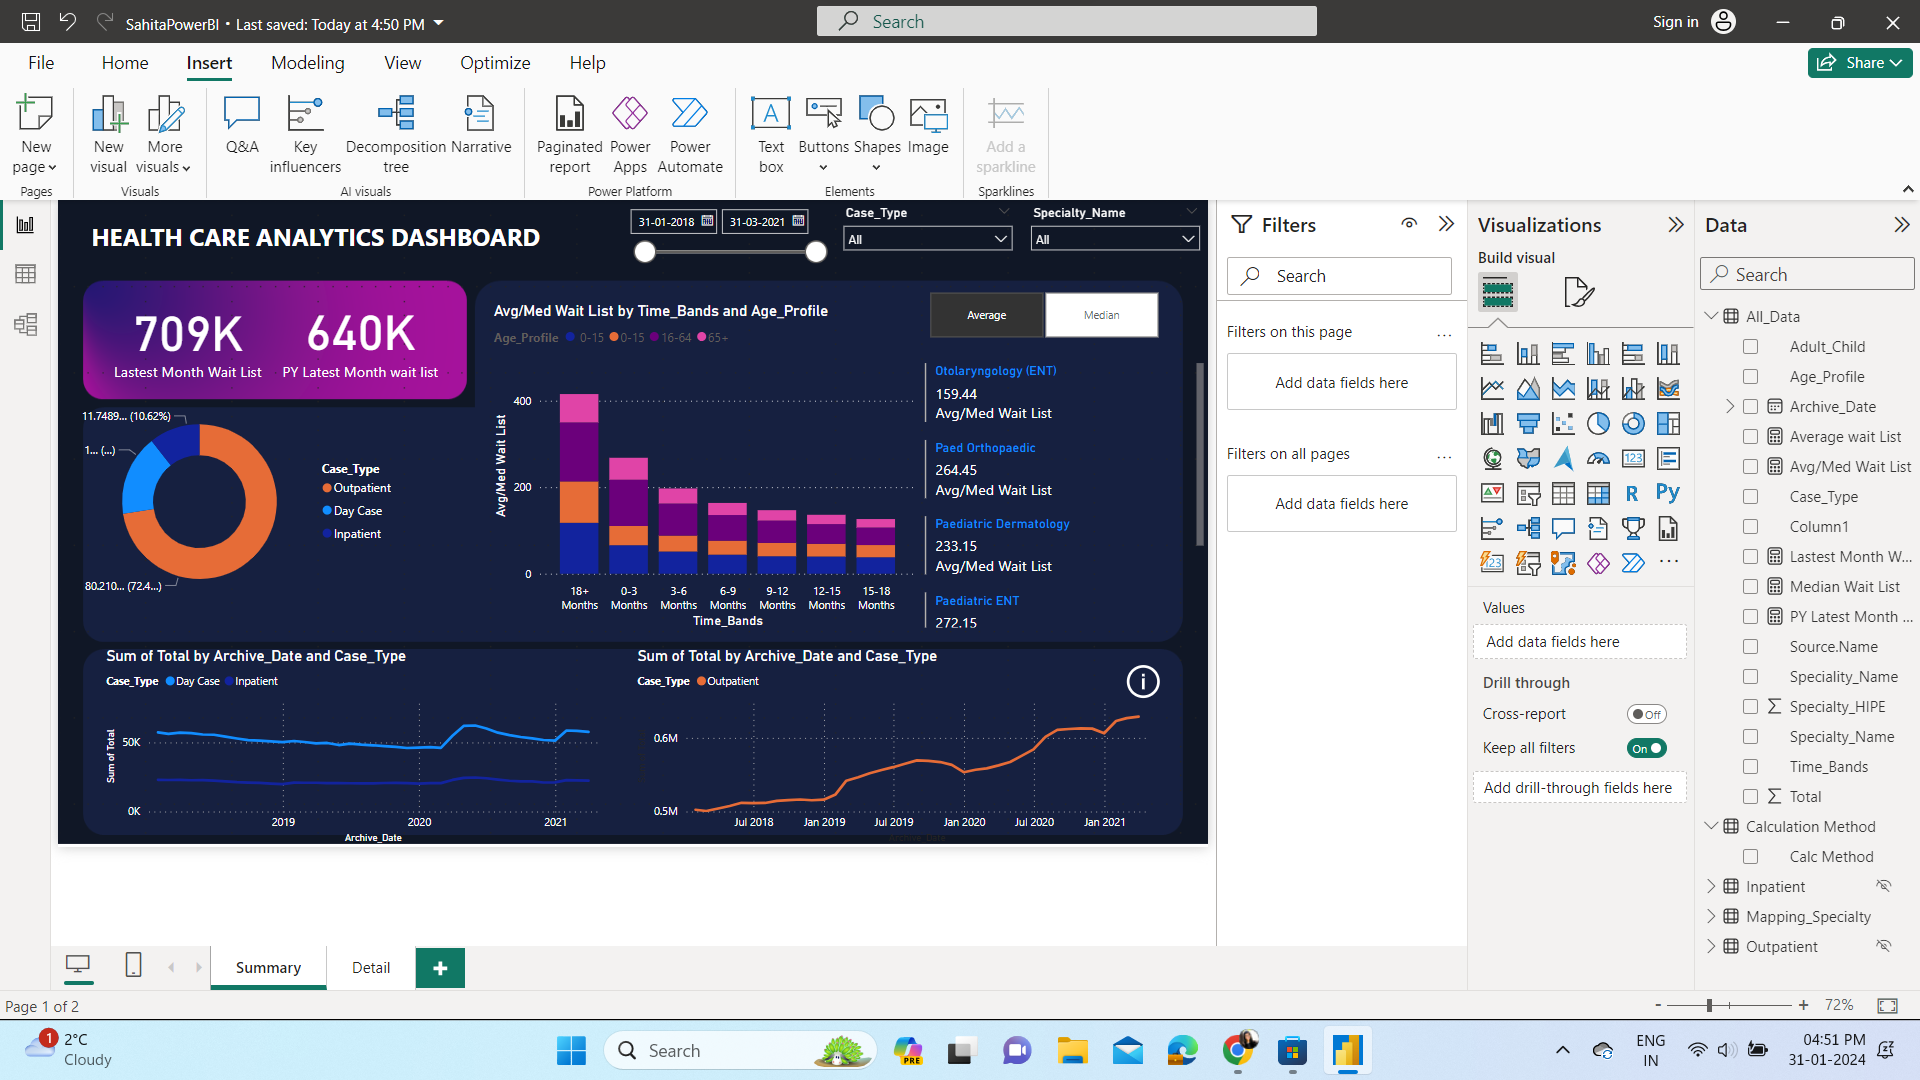 SahitaPowerBI • Last saved: Today at 4:50 PM
Search
Sign in
File Home Insert Modeling View Optimize Help
Share
New page
New visual
More visuals
Q&A
Key influencers
Decomposition tree
Narrative
Paginated report
Power Apps
Power Automate
Text box
Buttons
Shapes
Image
Add a sparkline
Pages
Visuals
AI visuals
Power Platform
Elements
Sparklines
HEALTH CARE ANALYTICS DASHBOARD
31-01-2018
31-03-2021
Case_Type
All
Specialty_Name
All
709K
Lastest Month Wait List
640K
PY Latest Month wait list
11.7489... (10.62%)
1... (...)
80.210... (72.4...)
Case_Type
Outpatient
Day Case
Inpatient
Avg/Med Wait List by Time_Bands and Age_Profile
Age_Profile 0-15 0-15 16-64 65+
Average
Median
Avg/Med Wait List
400
200
0
18+ Months
0-3 Months
3-6 Months
6-9 Months
9-12 Months
12-15 Months
15-18 Months
Time_Bands
Otolaryngology (ENT)
159.44
Avg/Med Wait List
Paed Orthopaedic
264.45
Avg/Med Wait List
Paediatric Dermatology
233.15
Avg/Med Wait List
Paediatric ENT
272.15
Sum of Total by Archive_Date and Case_Type
Case_Type Day Case Inpatient
Sum of Total
50K
0K
2019 2020 2021
Archive_Date
Sum of Total by Archive_Date and Case_Type
Case_Type Outpatient
i
0.6M
0.5M
Jul 2018 Jan 2019 Jul 2019 Jan 2020 Jul 2020 Jan 2021
Archive_Date
Filters
Search
Filters on this page
...
Add data fields here
Filters on all pages
...
Add data fields here
Visualizations
Build visual
123
R
Py
123
...
Values
Add data fields here
Drill through
Cross-report
Off
Keep all filters
On
Add drill-through fields here
Data
Search
All_Data
Adult_Child
Age_Profile
Archive_Date
Average wait List
Avg/Med Wait List
Case_Type
Column1
Lastest Month W...
Median Wait List
PY Latest Month ...
Source.Name
Speciality_Name
Specialty_HIPE
Specialty_Name
Time_Bands
Total
Calculation Method
Calc Method
Inpatient
Mapping_Specialty
Outpatient
Summary
Detail
+
Page 1 of 2
- + 72%
1
2°C
Cloudy
Search
PRE
ENG
IN
04:51 PM
31-01-2024